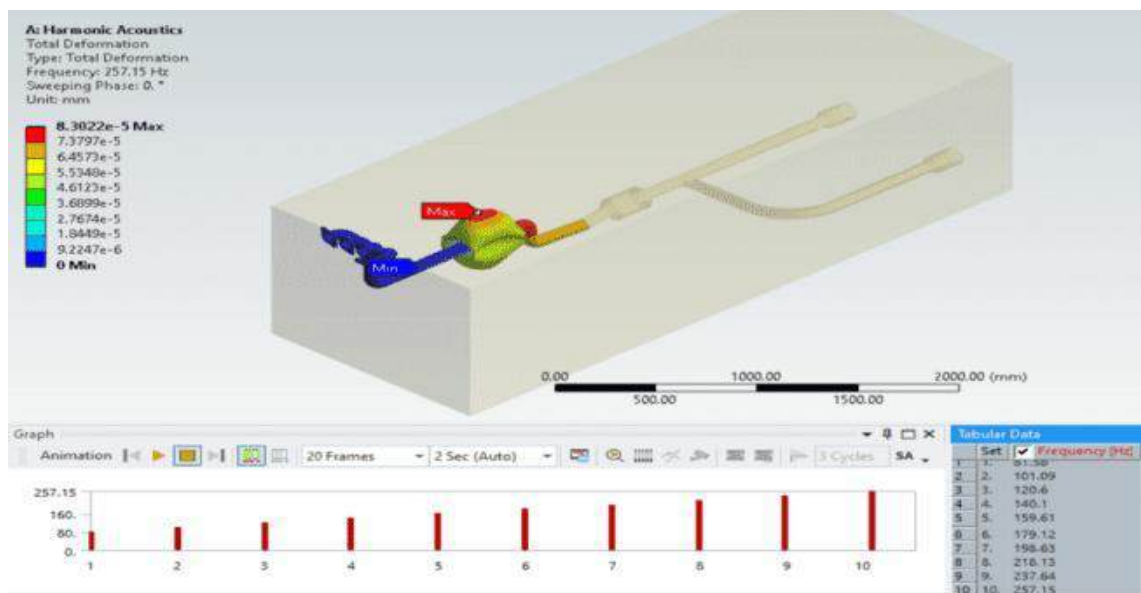 A: Harmonic Acoustics
Total Deformation
Type: Total Deformation
Frequency: 257.15 Hz
Sweeping Phase: 0. °
Unit: mm
8.3022e-5 Max
7.3797e-5
6.4573e-5
5.5348e-5
4.6123e-5
3.6899e-5
2.7674e-5
1.8449e-5
9.2247e-6
0 Min
Max
Min
0.00 1000.00 2000.00 (mm)
500.00 1500.00
Graph
Animation 20 Frames 2 Sec (Auto) 3 Cycles SA
257.15
160.
80.
0.
1 2 3 4 5 6 7 8 9 10
Tabular Data
Set Frequency [Hz]
1 1. 81.58
2 2. 101.09
3 3. 120.6
4 4. 140.1
5 5. 159.61
6 6. 179.12
7 7. 198.63
8 8. 218.13
9 9. 237.64
10 10. 257.15